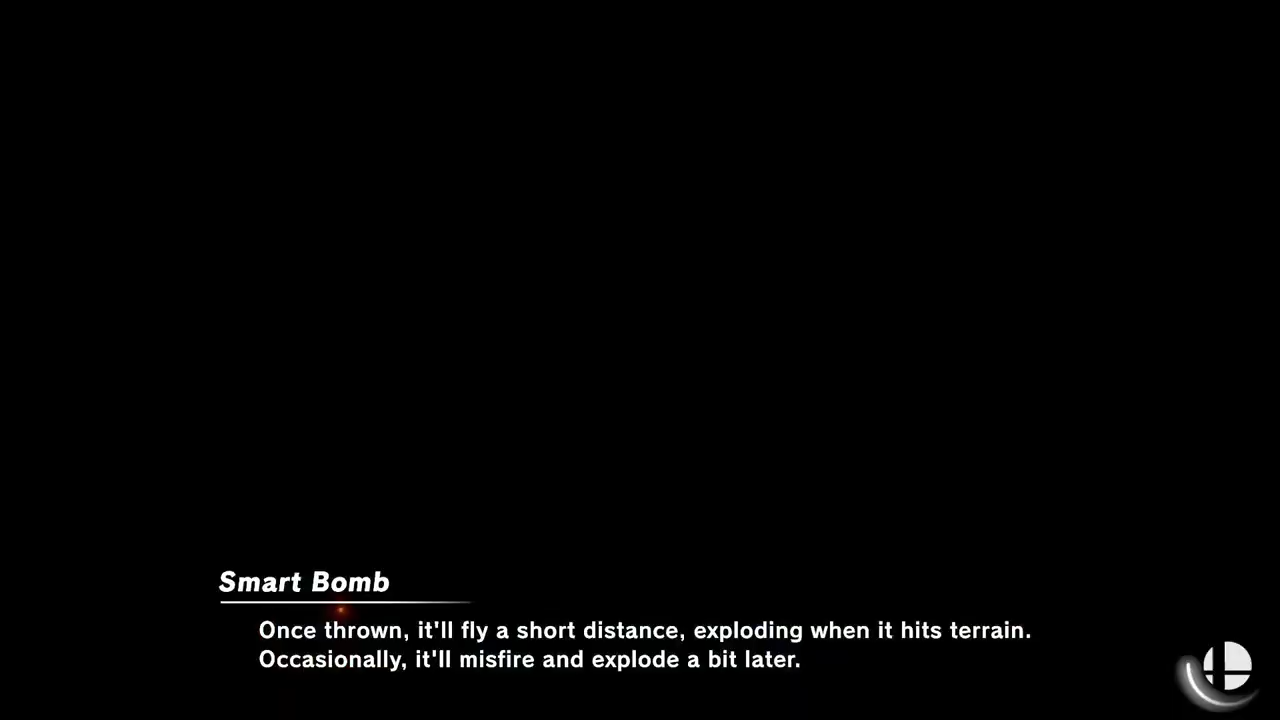 Smart Bomb
Once thrown, it'll fly a short distance, exploding when it hits terrain.
Occasionally, it'll misfire and explode a bit later.